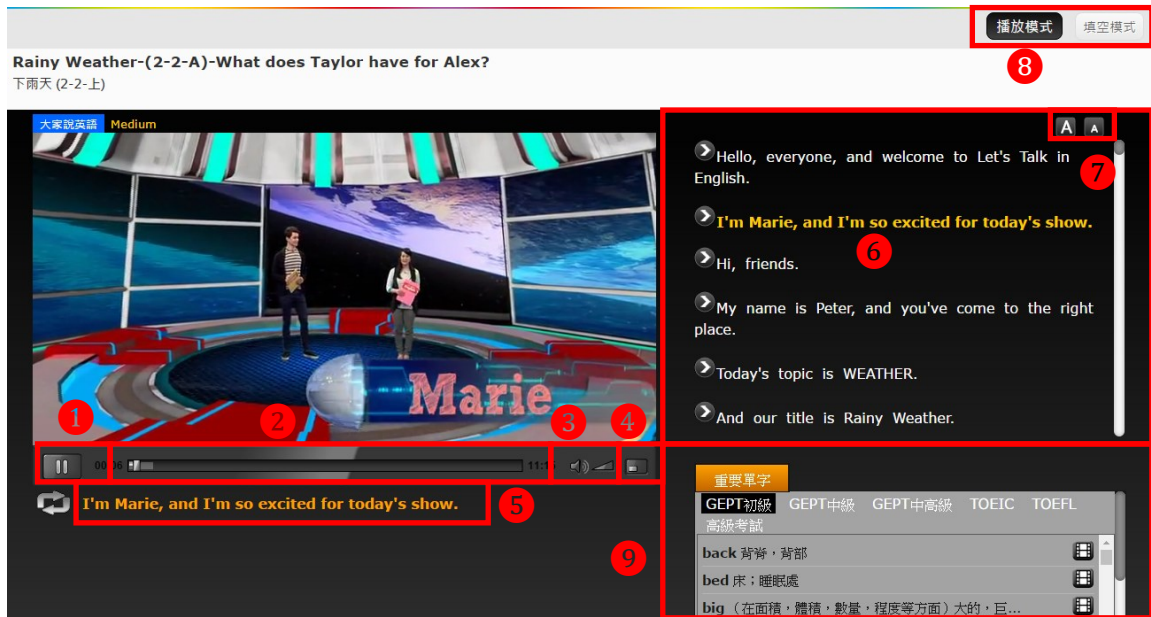 播放模式 填空模式
8
Rainy Weather-(2-2-A)-What does Taylor have for Alex?
下雨天 (2-2-上)
大家說英語 Medium
Marie
1
2
3
4
00:06
11:15
I'm Marie, and I'm so excited for today's show.
5
A A
7
Hello, everyone, and welcome to Let's Talk in
English.
I'm Marie, and I'm so excited for today's show.
6
Hi, friends.
My name is Peter, and you've come to the right
place.
Today's topic is WEATHER.
And our title is Rainy Weather.
9
重要單字
GEPT初級 GEPT中級 GEPT中高級 TOEIC TOEFL
高級考試
back 背脊，背部
bed 床；睡眠處
big （在面積，體積，數量，程度等方面）大的，巨...